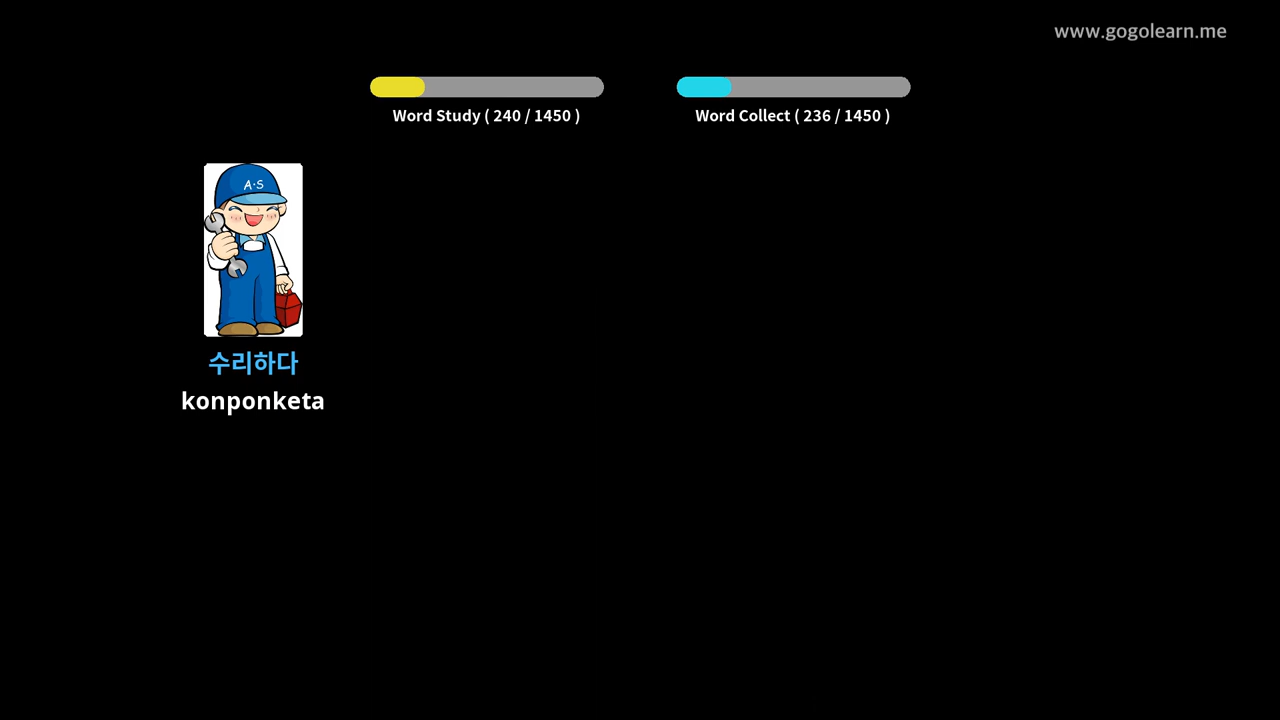 www.gogolearn.me
Word Study ( 240 / 1450 )
Word Collect ( 236 / 1450 )
A·S
수리하다
konponketa